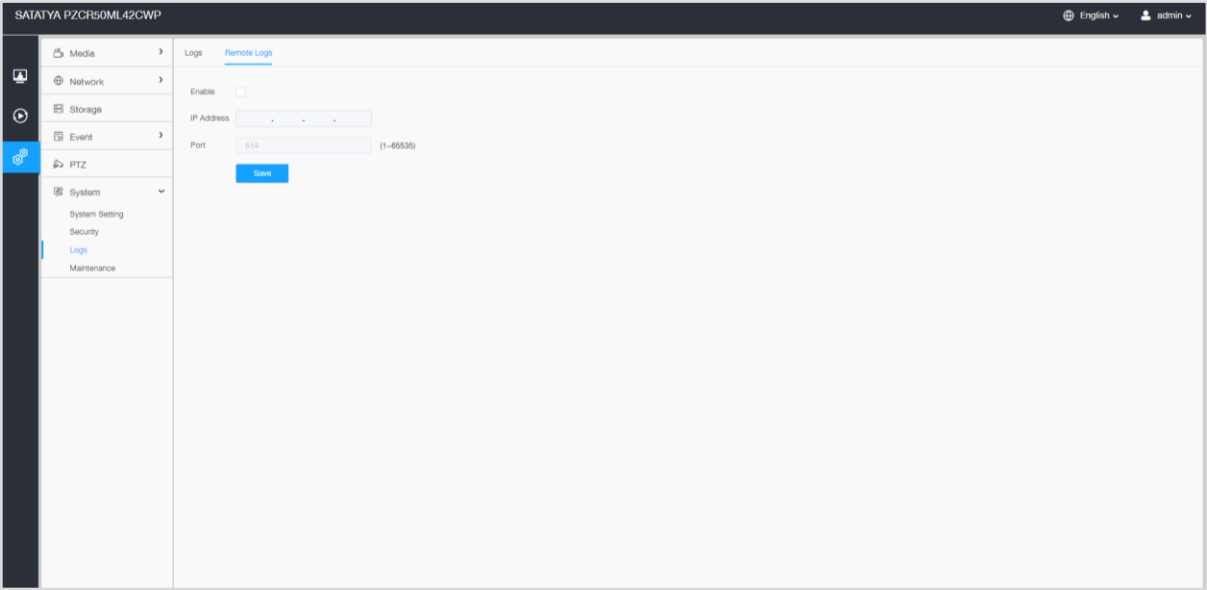 SATATYA PZCR50ML42CWP
English
admin
Media
Network
Storage
Event
PTZ
System
System Setting
Security
Logs
Maintenance
Logs Remote Logs
Enable
IP Address . . .
Port 514 (1~65535)
Save